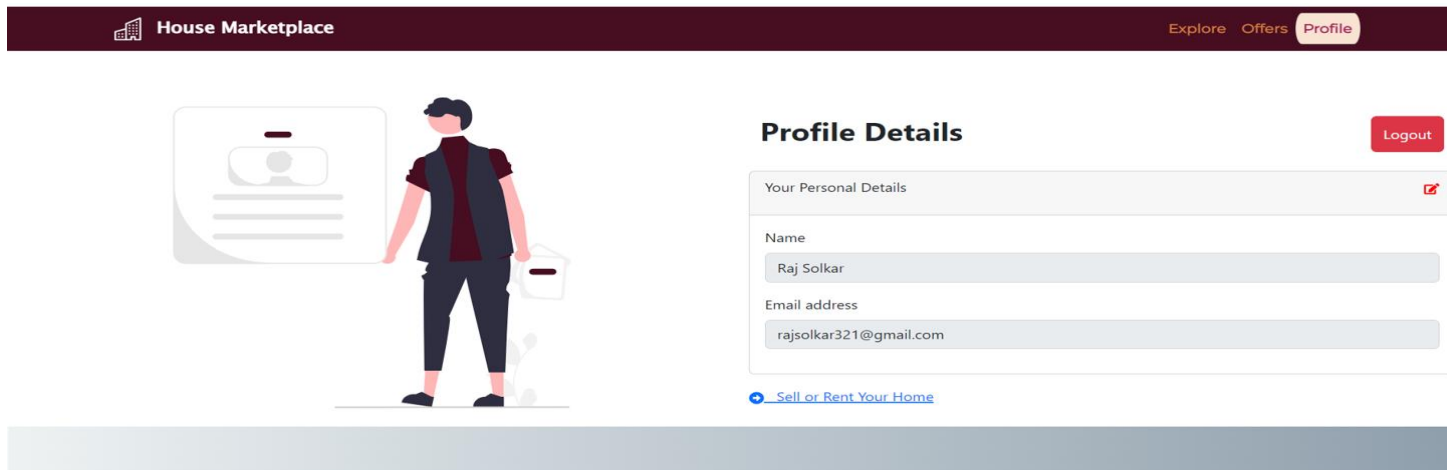 House Marketplace
Explore Offers Profile
Profile Details
Logout
Your Personal Details
Name
Raj Solkar
Email address
rajsolkar321@gmail.com
Sell or Rent Your Home